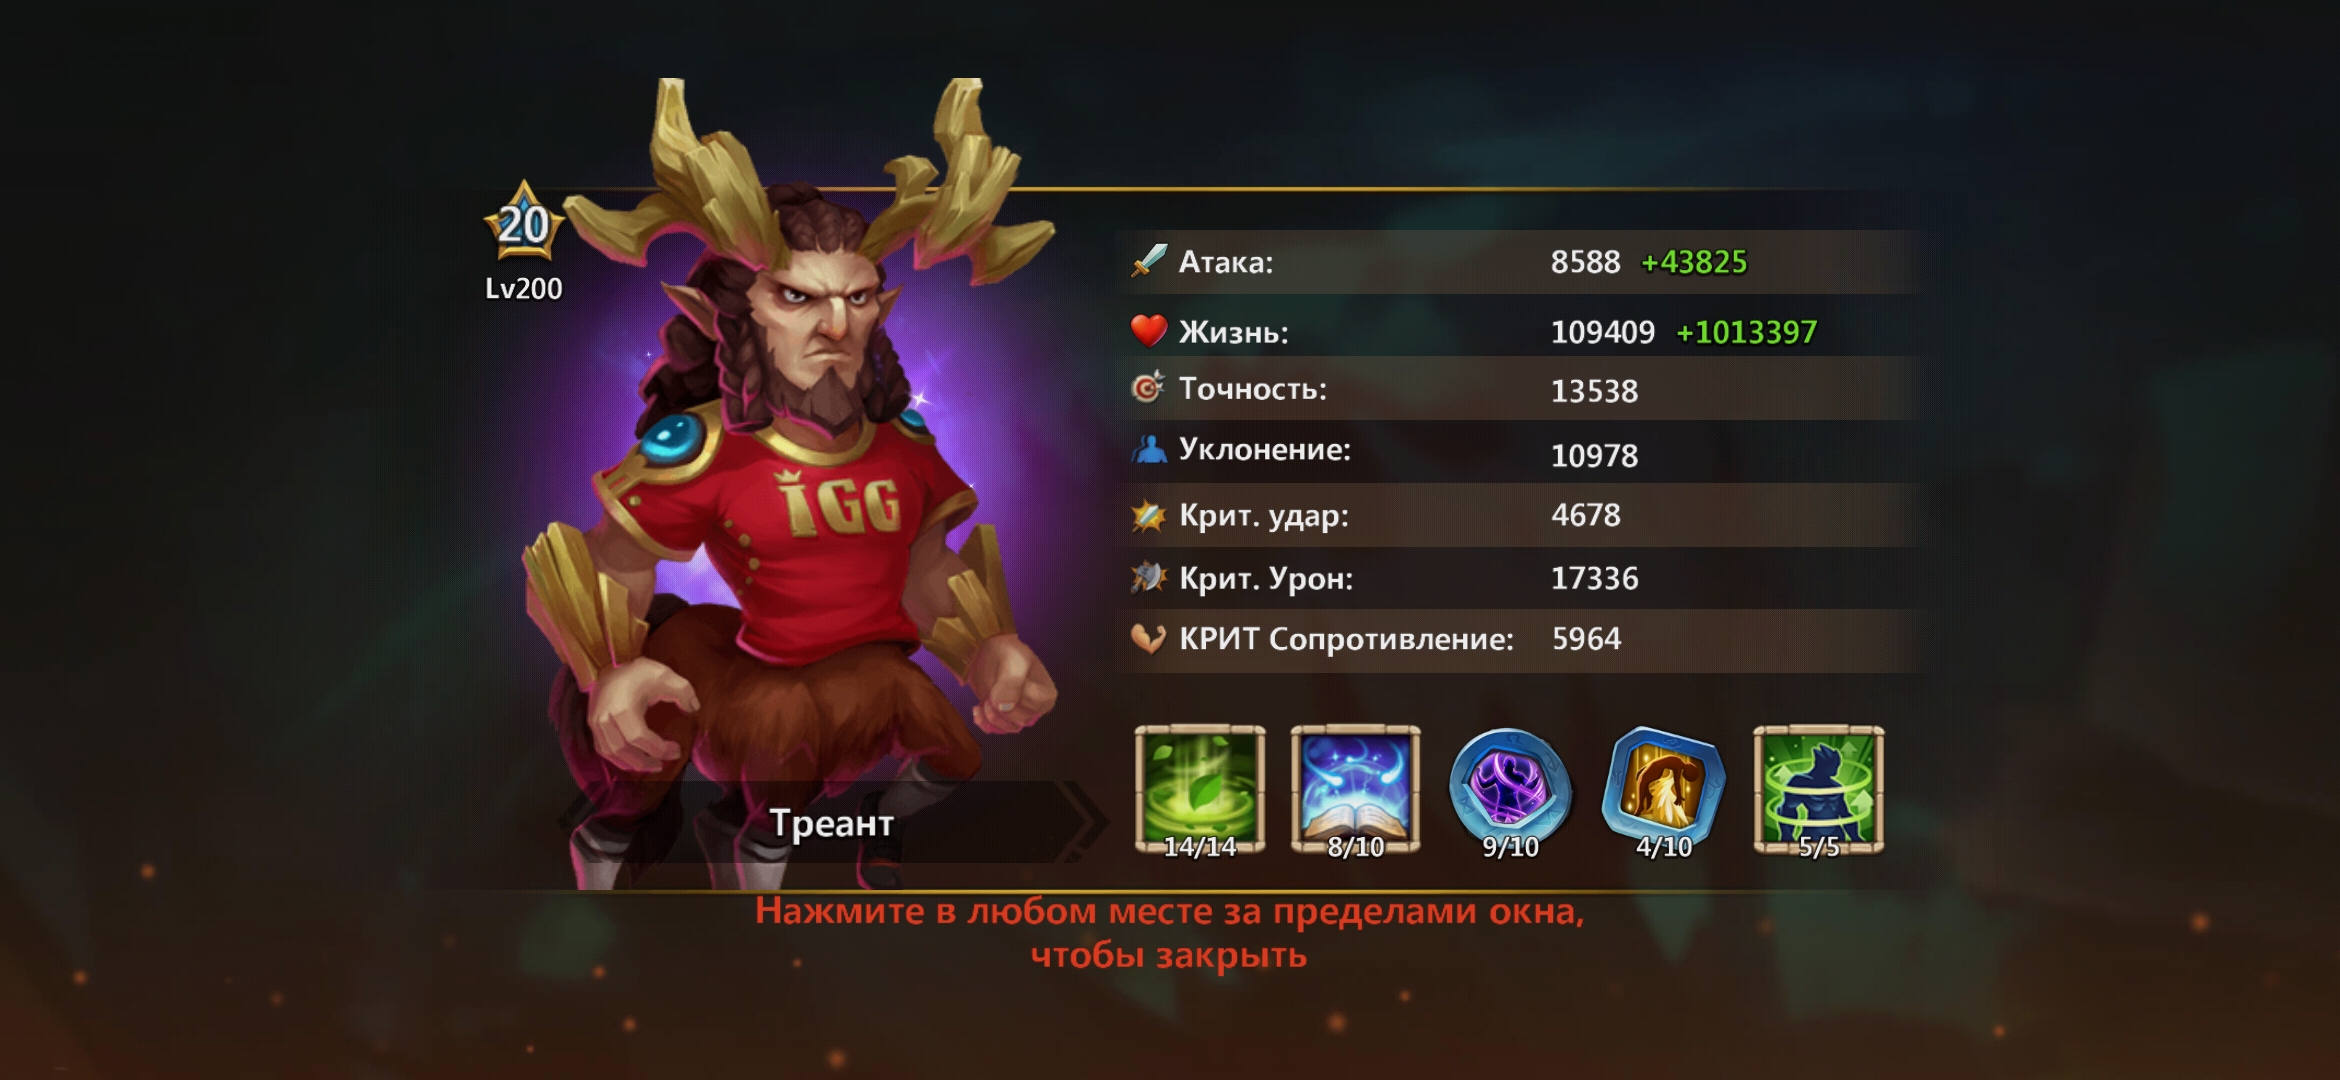 20
Lv200
IGG
Треант
Атака: 8588 +43825
Жизнь: 109409 +1013397
Точность: 13538
Уклонение: 10978
Крит. удар: 4678
Крит. Урон: 17336
КРИТ Сопротивление: 5964
14/14 8/10 9/10 4/10 5/5
Нажмите в любом месте за пределами окна,
чтобы закрыть